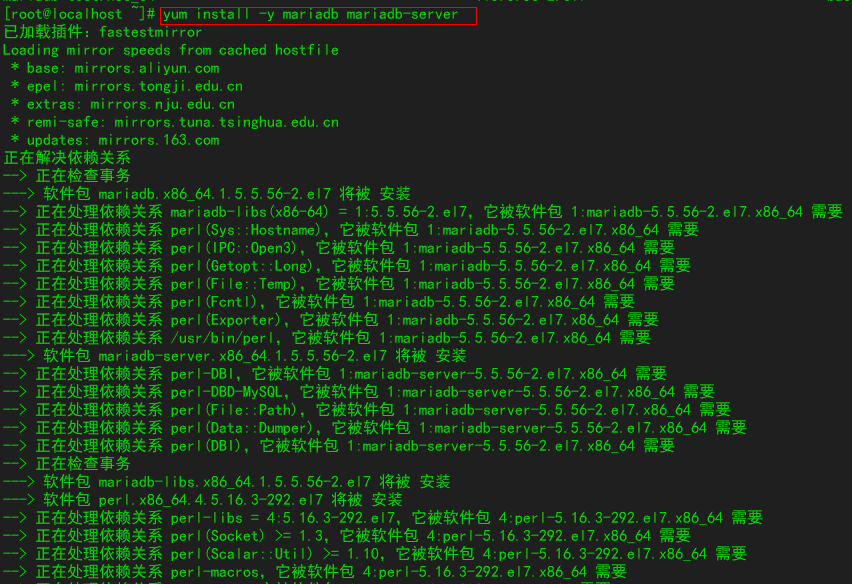 [root@localhost ~]# yum install -y mariadb mariadb-server
已加载插件：fastestmirror
Loading mirror speeds from cached hostfile
 * base: mirrors.aliyun.com
 * epel: mirrors.tongji.edu.cn
 * extras: mirrors.nju.edu.cn
 * remi-safe: mirrors.tuna.tsinghua.edu.cn
 * updates: mirrors.163.com
正在解决依赖关系
--> 正在检查事务
---> 软件包 mariadb.x86_64.1.5.5.56-2.el7 将被 安装
--> 正在处理依赖关系 mariadb-libs(x86-64) = 1:5.5.56-2.el7，它被软件包 1:mariadb-5.5.56-2.el7.x86_64 需要
--> 正在处理依赖关系 perl(Sys::Hostname)，它被软件包 1:mariadb-5.5.56-2.el7.x86_64 需要
--> 正在处理依赖关系 perl(IPC::Open3)，它被软件包 1:mariadb-5.5.56-2.el7.x86_64 需要
--> 正在处理依赖关系 perl(Getopt::Long)，它被软件包 1:mariadb-5.5.56-2.el7.x86_64 需要
--> 正在处理依赖关系 perl(File::Temp)，它被软件包 1:mariadb-5.5.56-2.el7.x86_64 需要
--> 正在处理依赖关系 perl(Fcntl)，它被软件包 1:mariadb-5.5.56-2.el7.x86_64 需要
--> 正在处理依赖关系 perl(Exporter)，它被软件包 1:mariadb-5.5.56-2.el7.x86_64 需要
--> 正在处理依赖关系 /usr/bin/perl，它被软件包 1:mariadb-5.5.56-2.el7.x86_64 需要
---> 软件包 mariadb-server.x86_64.1.5.5.56-2.el7 将被 安装
--> 正在处理依赖关系 perl-DBI，它被软件包 1:mariadb-server-5.5.56-2.el7.x86_64 需要
--> 正在处理依赖关系 perl-DBD-MySQL，它被软件包 1:mariadb-server-5.5.56-2.el7.x86_64 需要
--> 正在处理依赖关系 perl(File::Path)，它被软件包 1:mariadb-server-5.5.56-2.el7.x86_64 需要
--> 正在处理依赖关系 perl(Data::Dumper)，它被软件包 1:mariadb-server-5.5.56-2.el7.x86_64 需要
--> 正在处理依赖关系 perl(DBI)，它被软件包 1:mariadb-server-5.5.56-2.el7.x86_64 需要
--> 正在检查事务
---> 软件包 mariadb-libs.x86_64.1.5.5.56-2.el7 将被 安装
---> 软件包 perl.x86_64.4.5.16.3-292.el7 将被 安装
--> 正在处理依赖关系 perl-libs = 4:5.16.3-292.el7，它被软件包 4:perl-5.16.3-292.el7.x86_64 需要
--> 正在处理依赖关系 perl(Socket) >= 1.3，它被软件包 4:perl-5.16.3-292.el7.x86_64 需要
--> 正在处理依赖关系 perl(Scalar::Util) >= 1.10，它被软件包 4:perl-5.16.3-292.el7.x86_64 需要
--> 正在处理依赖关系 perl-macros，它被软件包 4:perl-5.16.3-292.el7.x86_64 需要